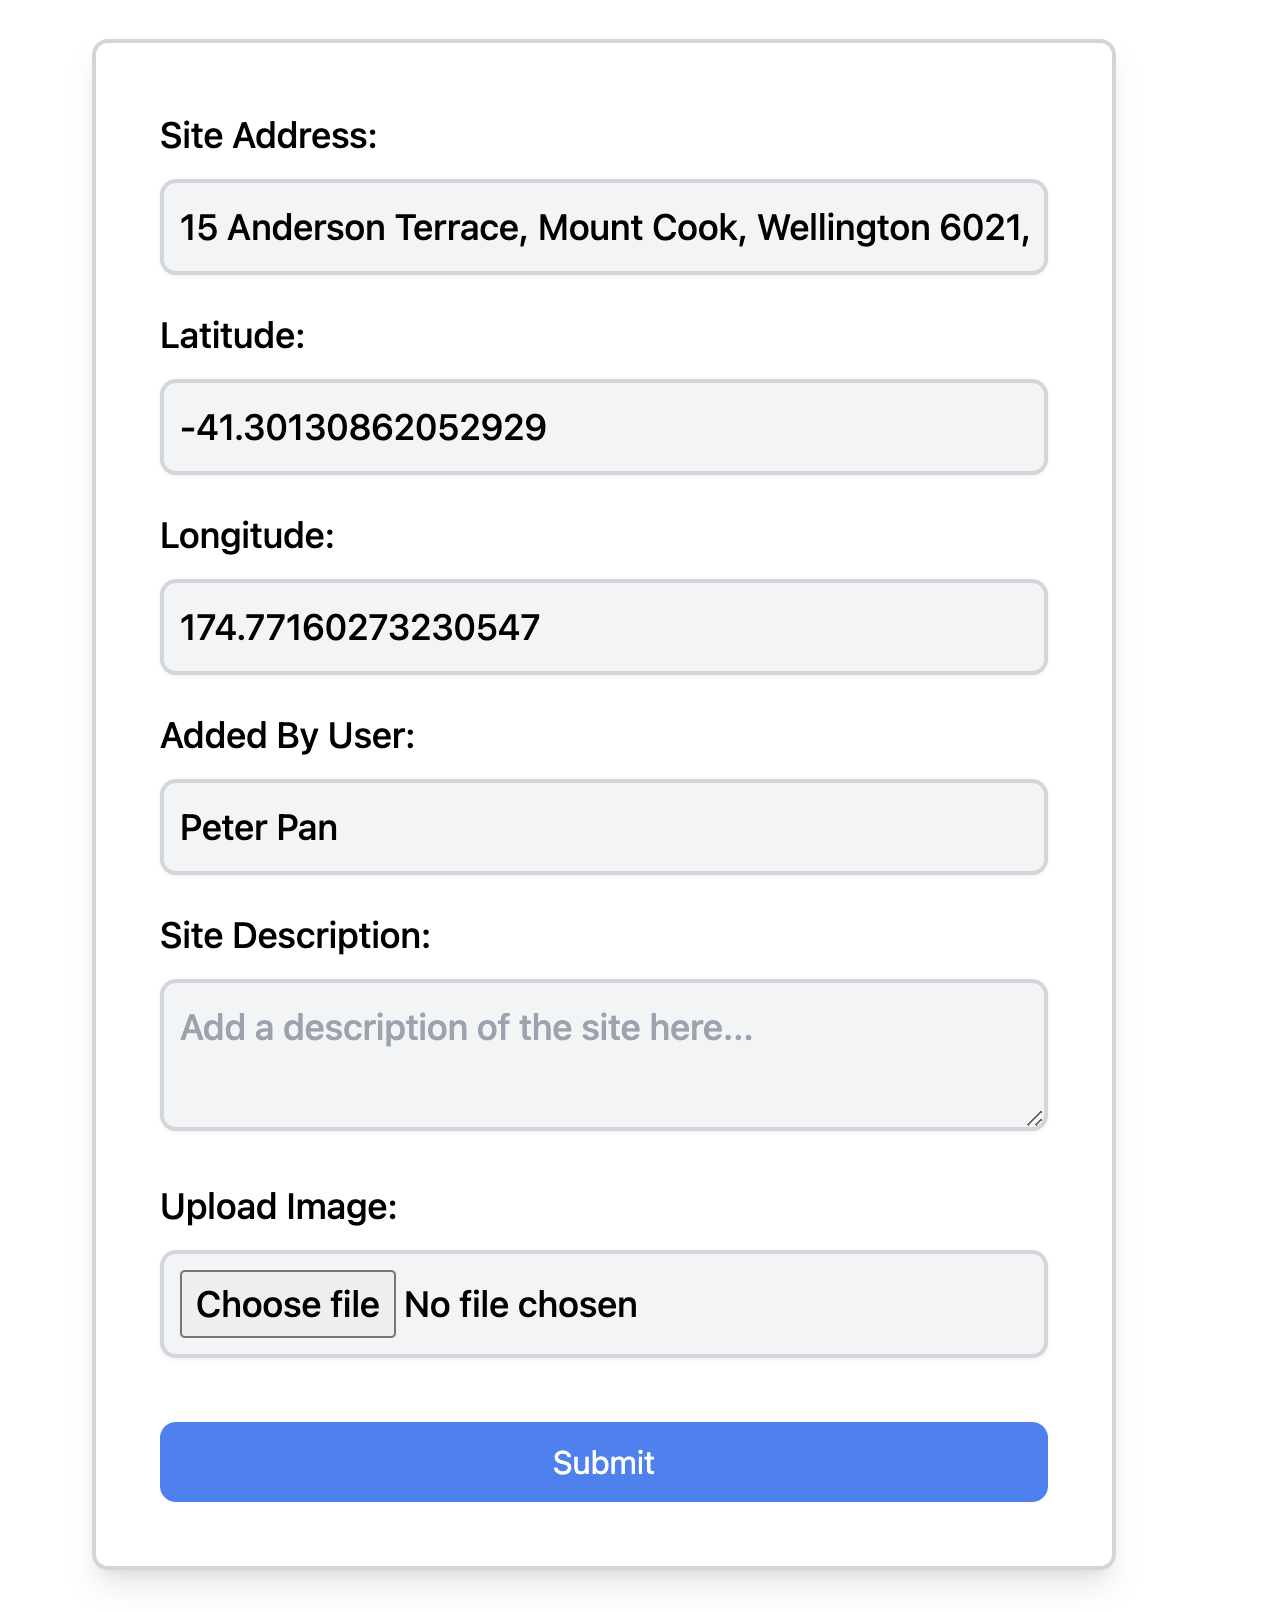 Site Address:
15 Anderson Terrace, Mount Cook, Wellington 6021,
Latitude:
-41.30130862052929
Longitude:
174.77160273230547
Added By User:
Peter Pan
Site Description:
Add a description of the site here...
Upload Image:
Choose file No file chosen
Submit